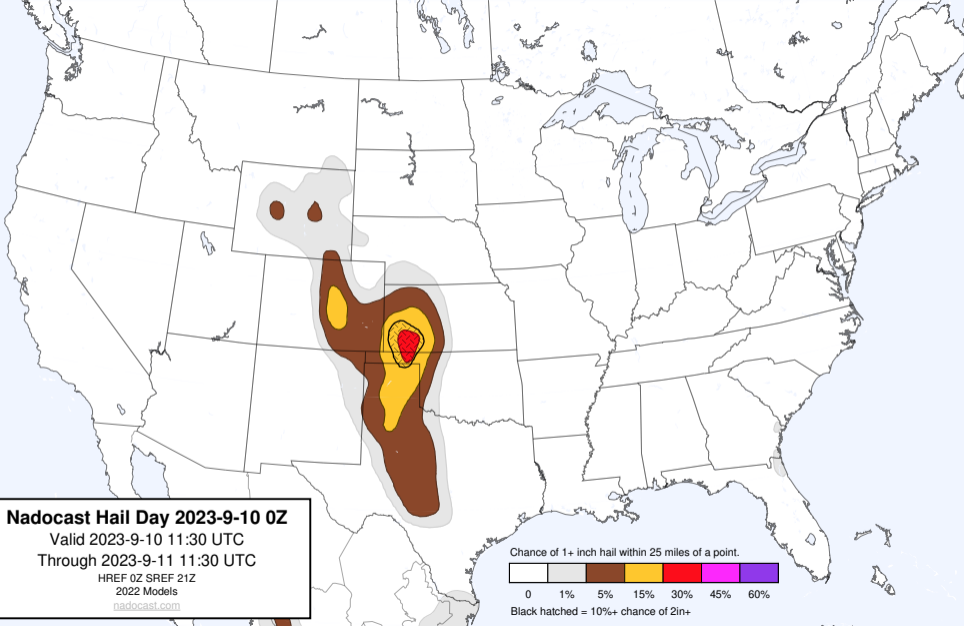 Nadocast Hail Day 2023-9-10 0Z
Valid 2023-9-10 11:30 UTC
Through 2023-9-11 11:30 UTC
HREF 0Z SREF 21Z
2022 Models
nadocast.com
Chance of 1+ inch hail within 25 miles of a point.
0 1% 5% 15% 30% 45% 60%
Black hatched = 10%+ chance of 2in+